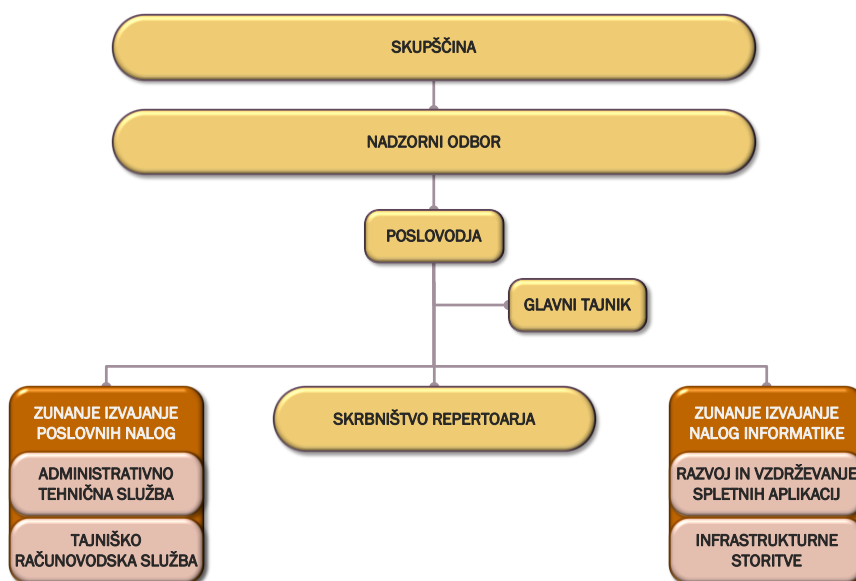 SKUPŠČINA
NADZORNI ODBOR
POSLOVODJA
GLAVNI TAJNIK
ZUNANJE IZVAJANJE
POSLOVNIH NALOG
ADMINISTRATIVNO
TEHNIČNA SLUŽBA
TAJNIŠKO
RAČUNOVODSKA SLUŽBA
SKRBNIŠTVO REPERTOARJA
ZUNANJE IZVAJANJE
NALOG INFORMATIKE
RAZVOJ IN VZDRŽEVANJE
SPLETNIH APLIKACIJ
INFRASTRUKTURNE
STORITVE